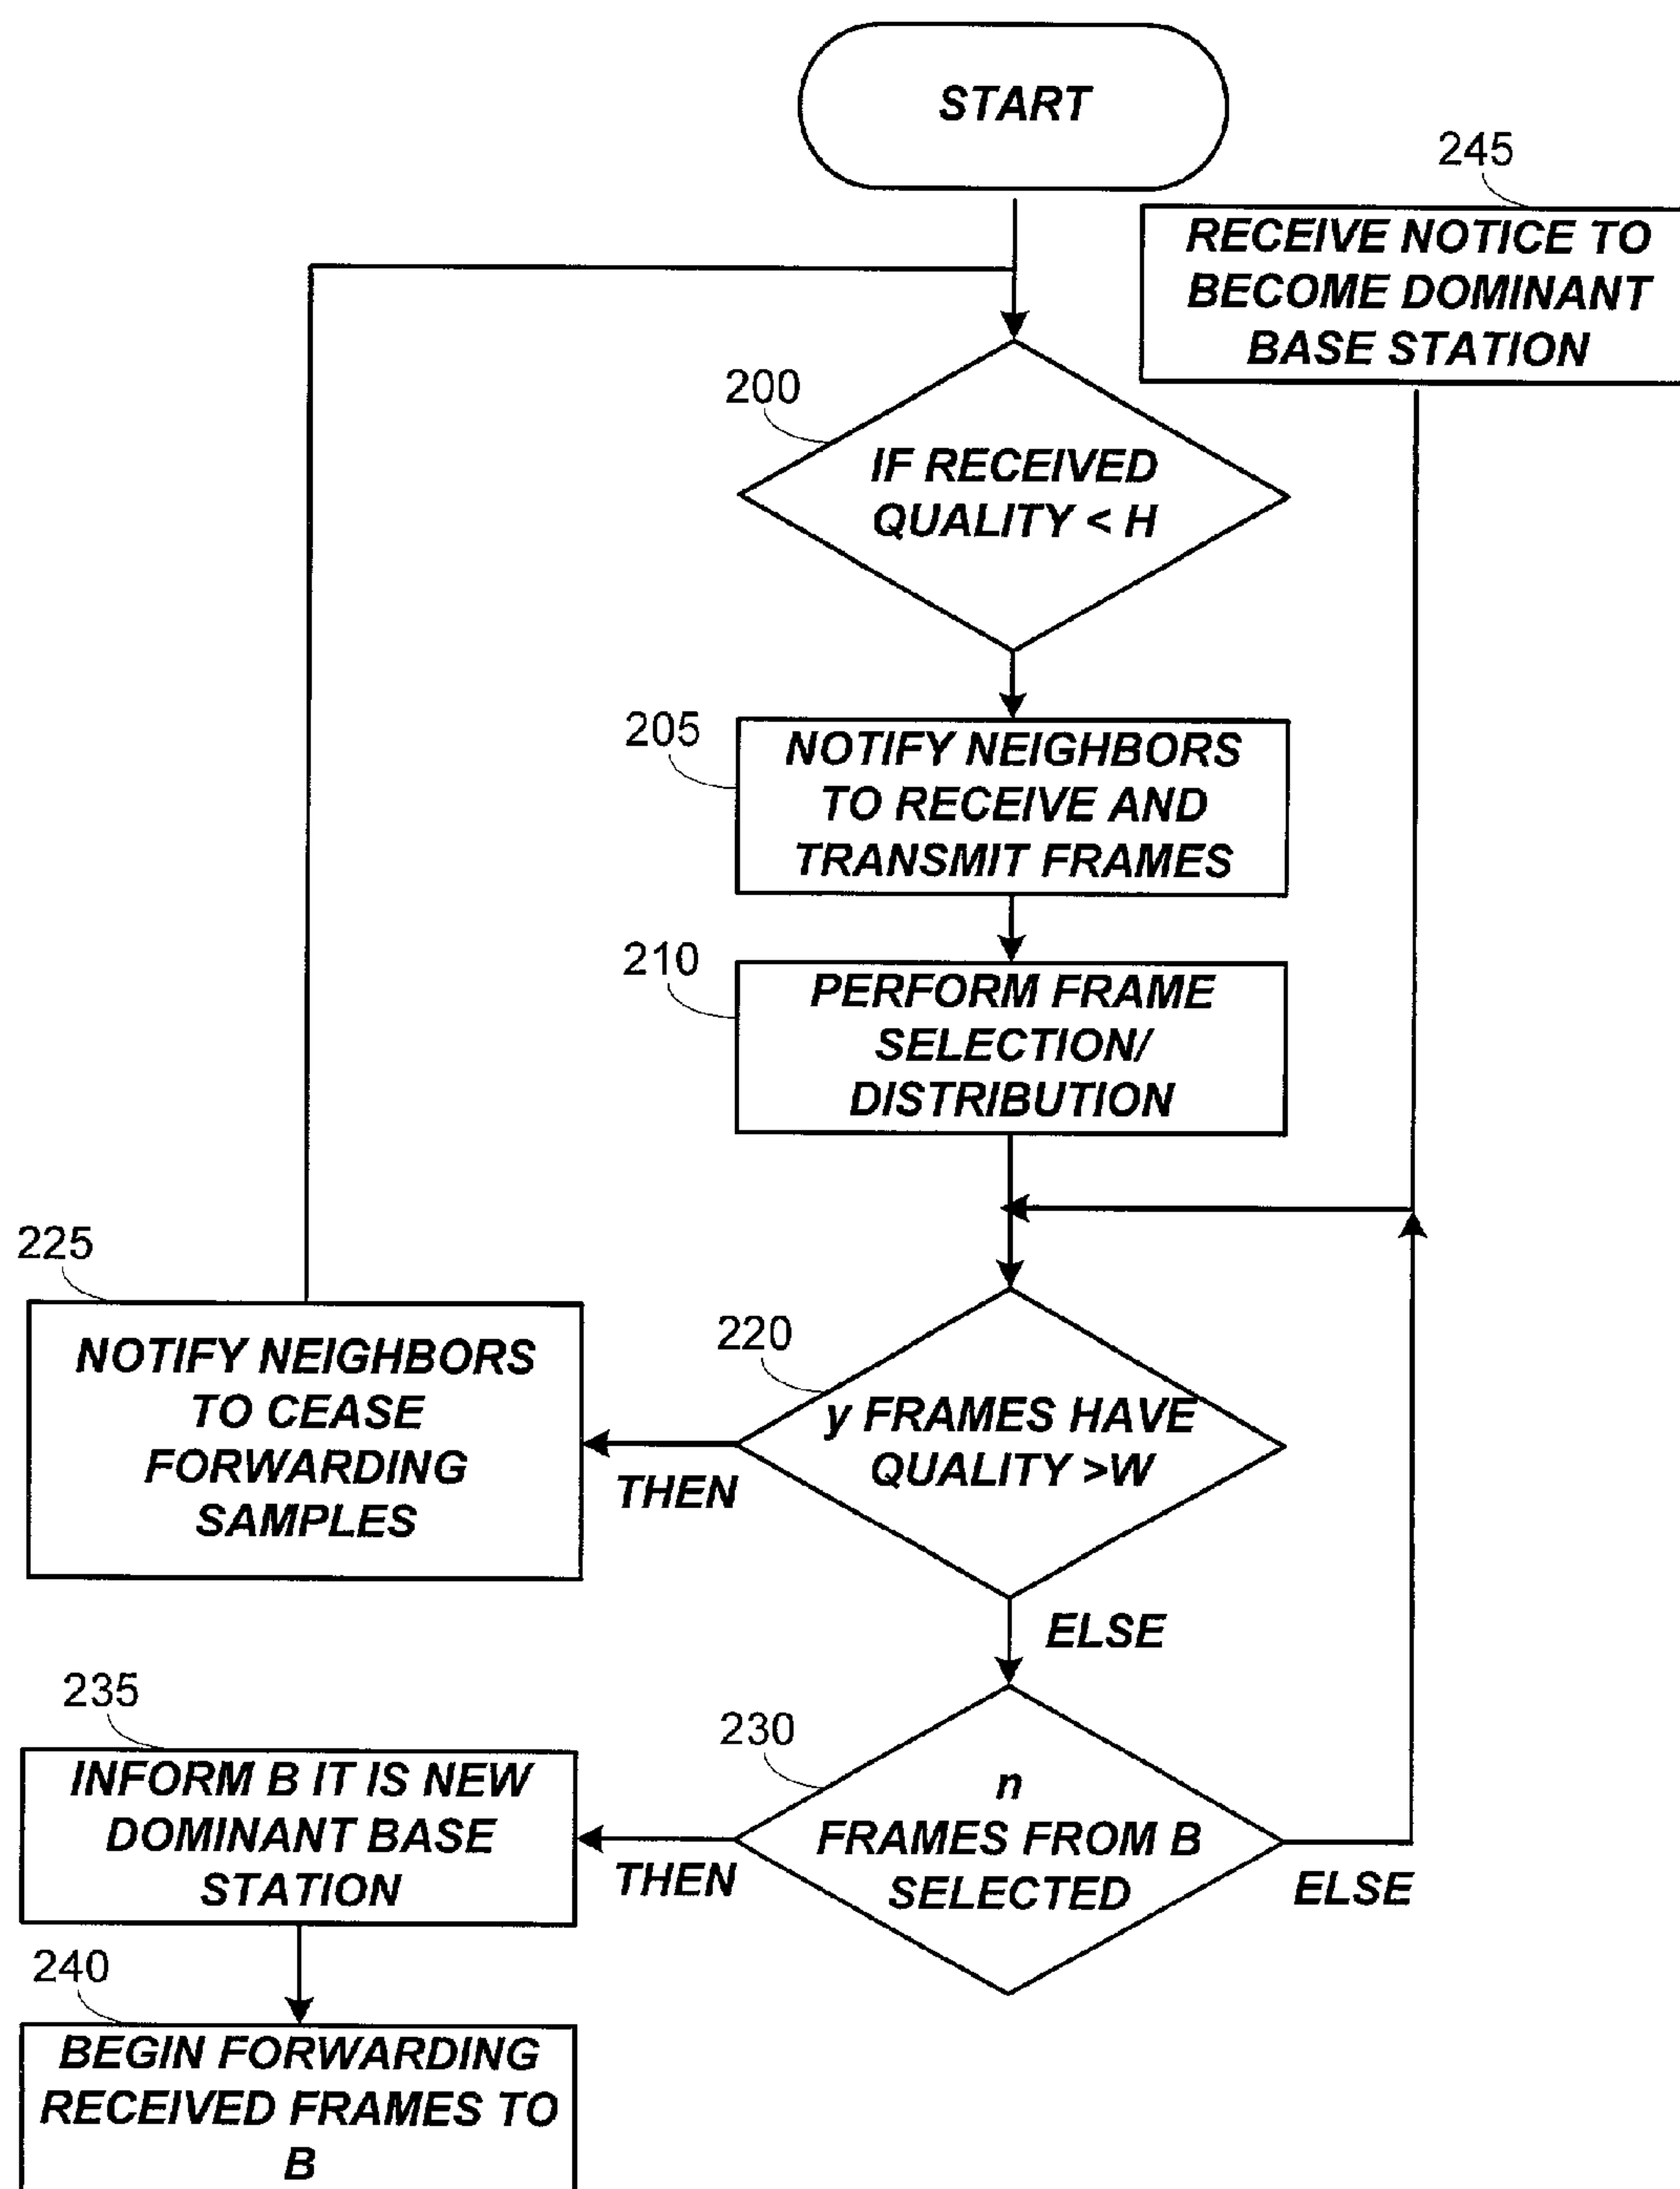 START
245
RECEIVE NOTICE TO
BECOME DOMINANT
BASE STATION
200
IF RECEIVED
QUALITY < H
205
NOTIFY NEIGHBORS
TO RECEIVE AND
TRANSMIT FRAMES
210
PERFORM FRAME
SELECTION/
DISTRIBUTION
225
NOTIFY NEIGHBORS
TO CEASE
FORWARDING
SAMPLES
220
y FRAMES HAVE
QUALITY >W
THEN
ELSE
235
INFORM B IT IS NEW
DOMINANT BASE
STATION
230
n
FRAMES FROM B
SELECTED
THEN
ELSE
240
BEGIN FORWARDING
RECEIVED FRAMES TO
B